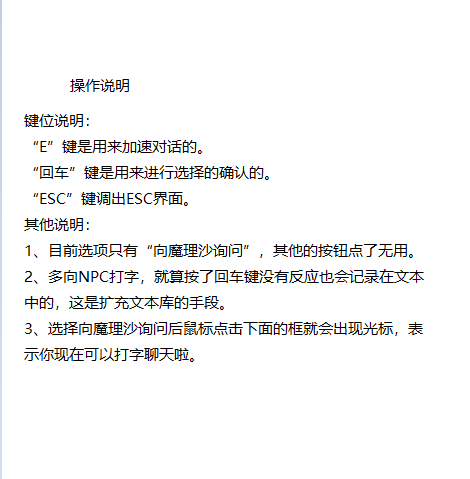 操作说明
键位说明：
“E”键是用来加速对话的。
“回车”键是用来进行选择的确认的。
“ESC”键调出ESC界面。
其他说明：
1、目前选项只有“向魔理沙询问”，其他的按钮点了无用。
2、多向NPC打字，就算按了回车键没有反应也会记录在文本
中的，这是扩充文本库的手段。
3、选择向魔理沙询问后鼠标点击下面的框就会出现光标，表
示你现在可以打字聊天啦。